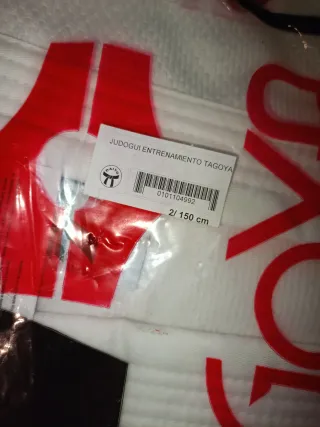 JUDOGUI ENTRENAMIENTO TAGOYA
0101104992
2/ 150 cm